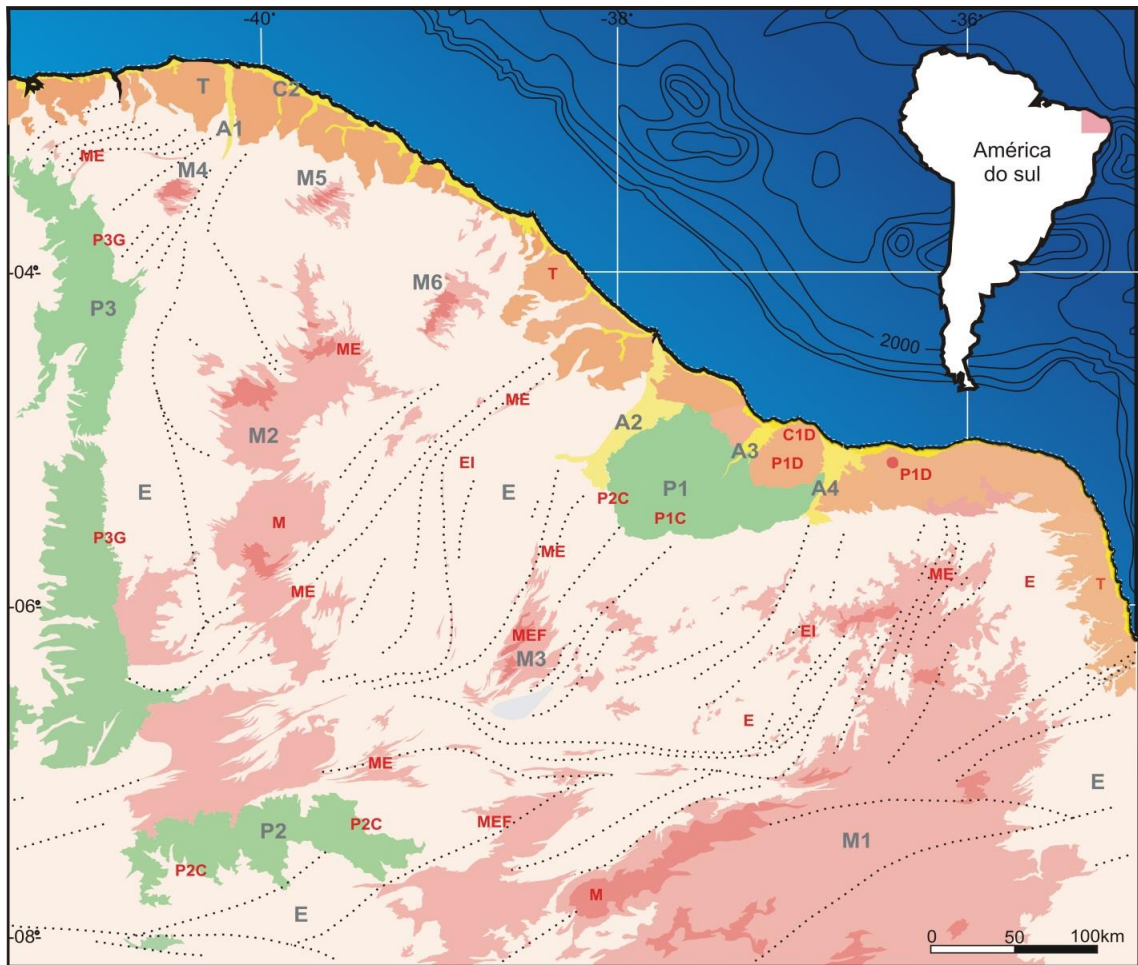 -40
-38
-36
T
C2
A1
ME
M4
M5
América
do sul
P3G
-04°
P3
M6
T
2000
ME
ME
A2
M2
C1D
A3
P1D
EI
P1D
E
E
P2C
P1
A4
M
P1C
P3G
ME
ME
E
T
ME
-06°
MEF
EI
M3
E
ME
E
P2
P2C
MEF
M1
P2C
M
E
-08°
0 50 100km